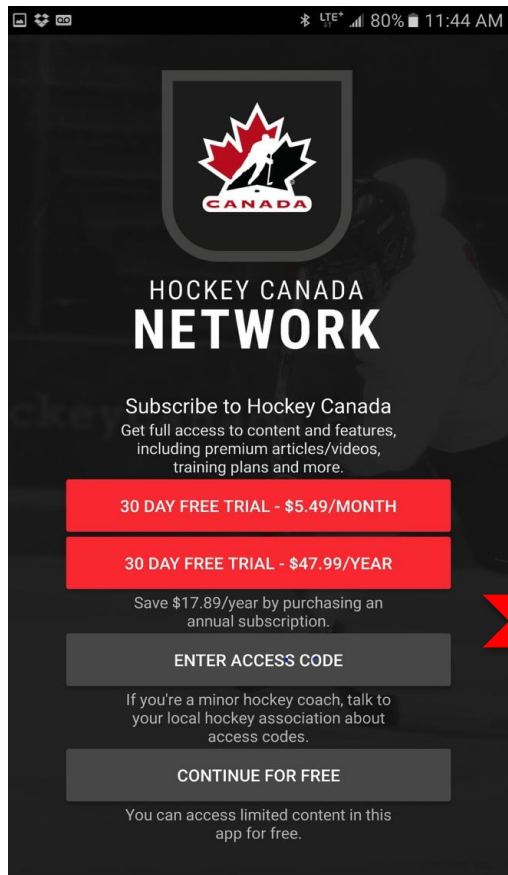 LTE+ 80% 11:44 AM
CANADA
HOCKEY CANADA
NETWORK
Subscribe to Hockey Canada
Get full access to content and features,
including premium articles/videos,
training plans and more.
30 DAY FREE TRIAL - $5.49/MONTH
30 DAY FREE TRIAL - $47.99/YEAR
Save $17.89/year by purchasing an
annual subscription.
ENTER ACCESS CODE
If you're a minor hockey coach, talk to
your local hockey association about
access codes.
CONTINUE FOR FREE
You can access limited content in this
app for free.